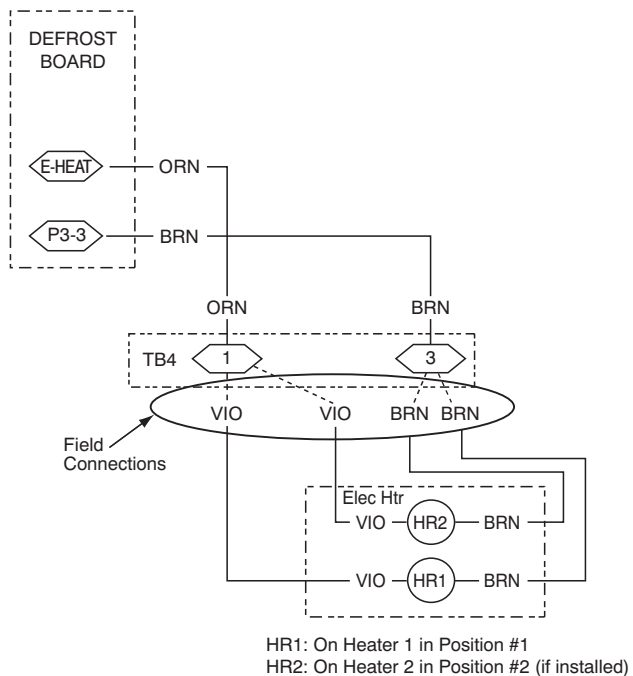 DEFROST
BOARD
E-HEAT
ORN
P3-3
BRN
ORN
BRN
TB4
1
3
VIO
VIO
BRN
BRN
Field
Connections
Elec Htr
VIO
HR2
BRN
VIO
HR1
BRN
HR1: On Heater 1 in Position #1
HR2: On Heater 2 in Position #2 (if installed)